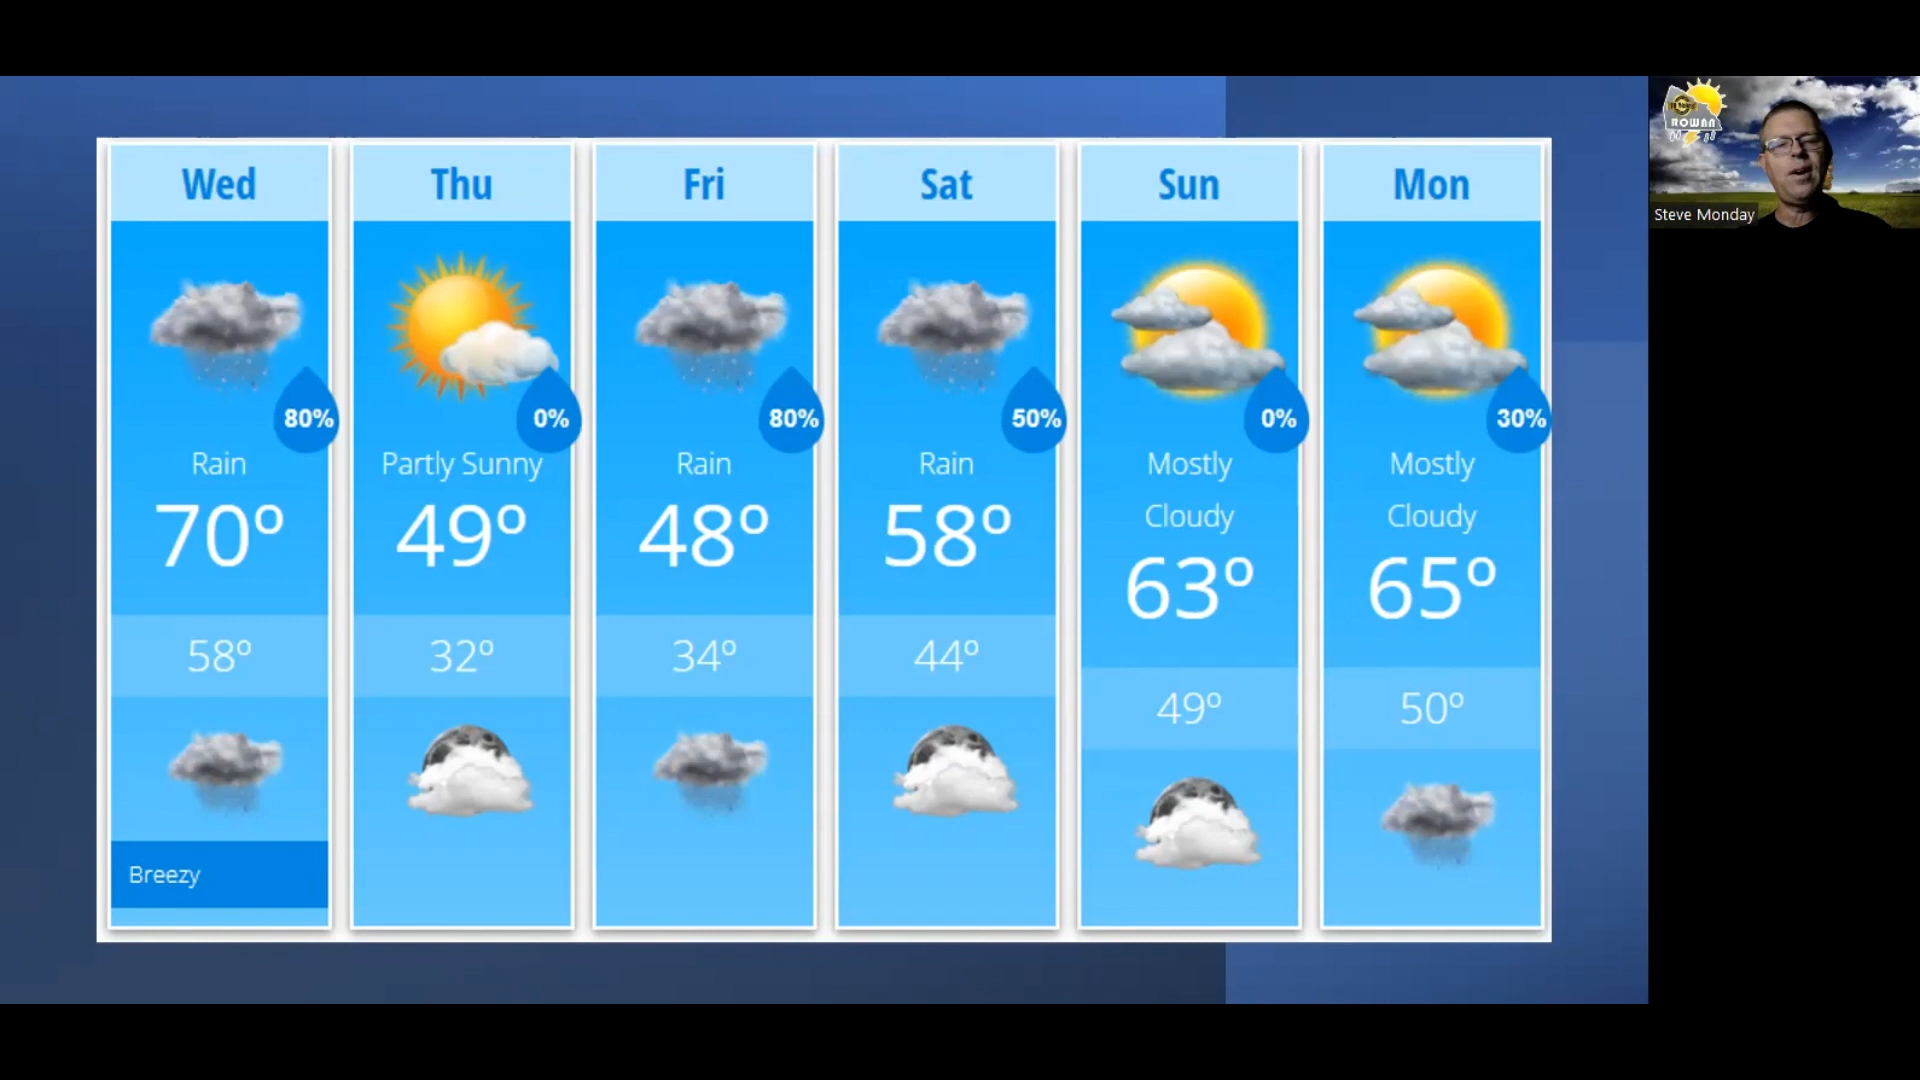 Wed
Thu
Fri
Sat
Sun
Mon
80%
0%
80%
50%
0%
30%
Rain
Partly Sunny
Rain
Rain
Mostly
Cloudy
Mostly
Cloudy
70°
49°
48°
58°
63°
65°
58°
32°
34°
44°
49°
50°
Breezy
ROWAN
Steve Monday